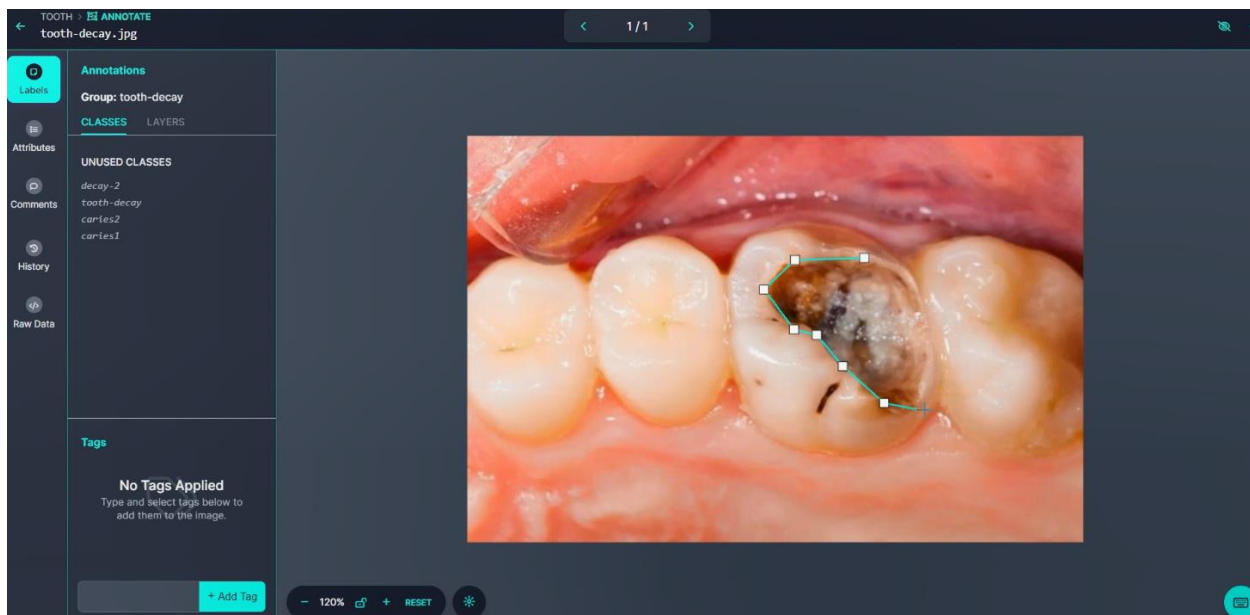 TOOTH > ANNOTATE
tooth-decay.jpg
1 / 1
Labels
Attributes
Comments
History
Raw Data
Annotations
Group: tooth-decay
CLASSES LAYERS
UNUSED CLASSES
decay-2
tooth-decay
caries2
caries1
Tags
No Tags Applied
Type and select tags below to
add them to the image.
+ Add Tag
− 120% + RESET